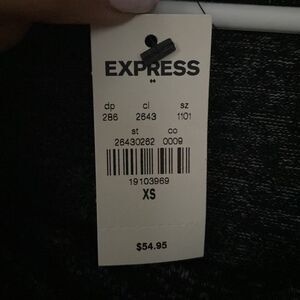 EXPRESS
dp cl sz
286 2643 1101
st co
26430282 0009
19103969
XS
$54.95